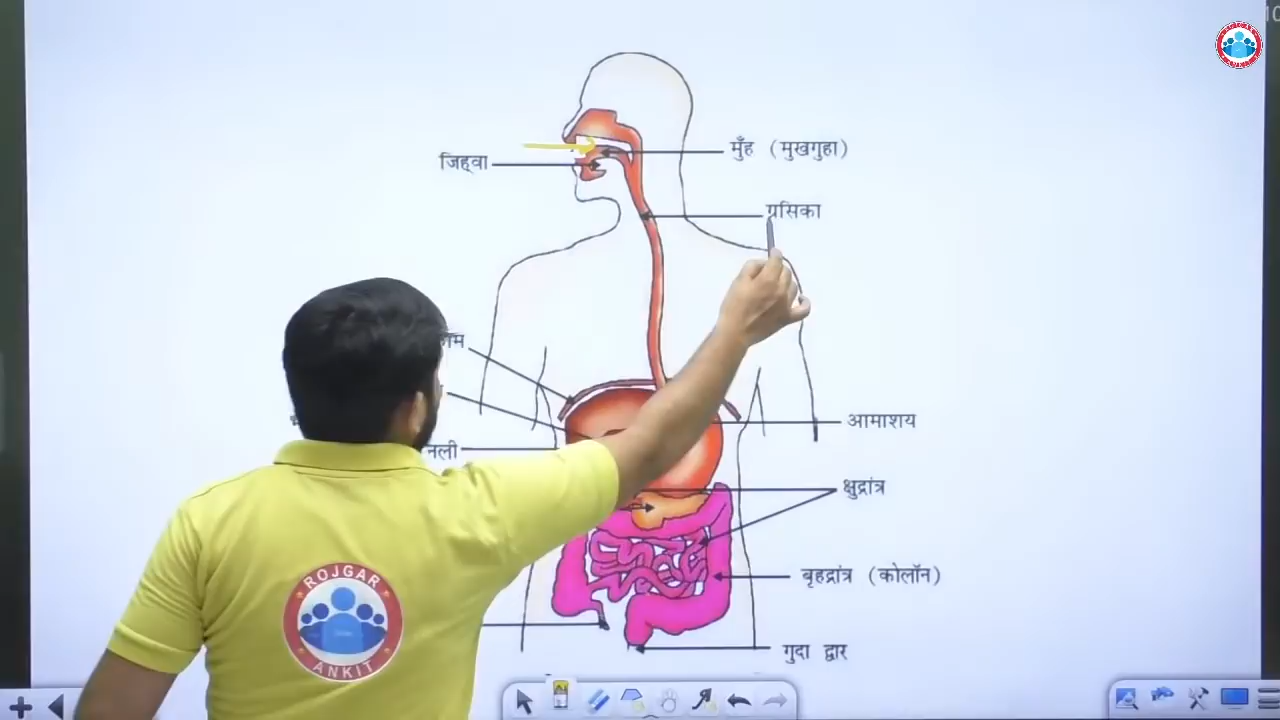 मुँह (मुखगुहा)
जिह्वा
ग्रसिका
आमाशय
नली
क्षुद्रांत्र
बृहद्रांत्र (कोलॉन)
गुदा द्वार
ROJGAR
ANKIT